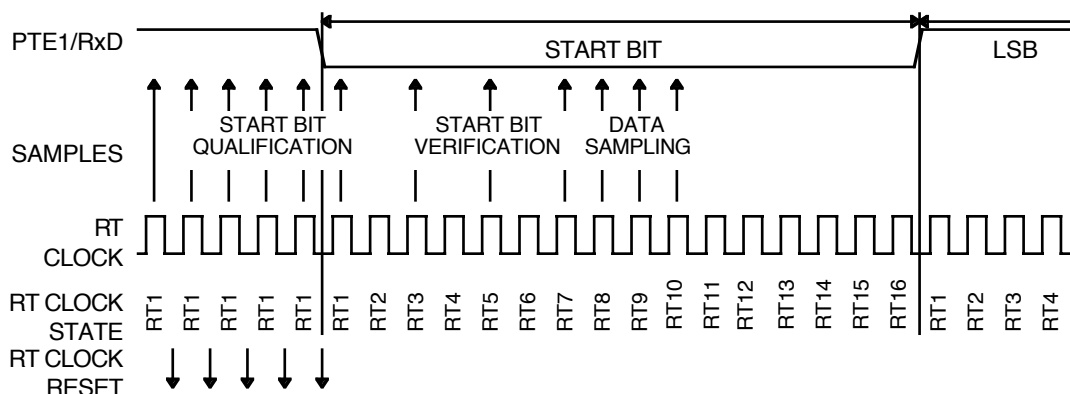 PTE1/RxD
START BIT
LSB
START BIT
QUALIFICATION
START BIT
VERIFICATION
DATA
SAMPLING
SAMPLES
RT
CLOCK
RT CLOCK
STATE
RT1 RT1 RT1 RT1 RT1 RT1 RT2 RT3 RT4 RT5 RT6 RT7 RT8 RT9 RT10 RT11 RT12 RT13 RT14 RT15 RT16 RT1 RT2 RT3 RT4
RT CLOCK
RESET